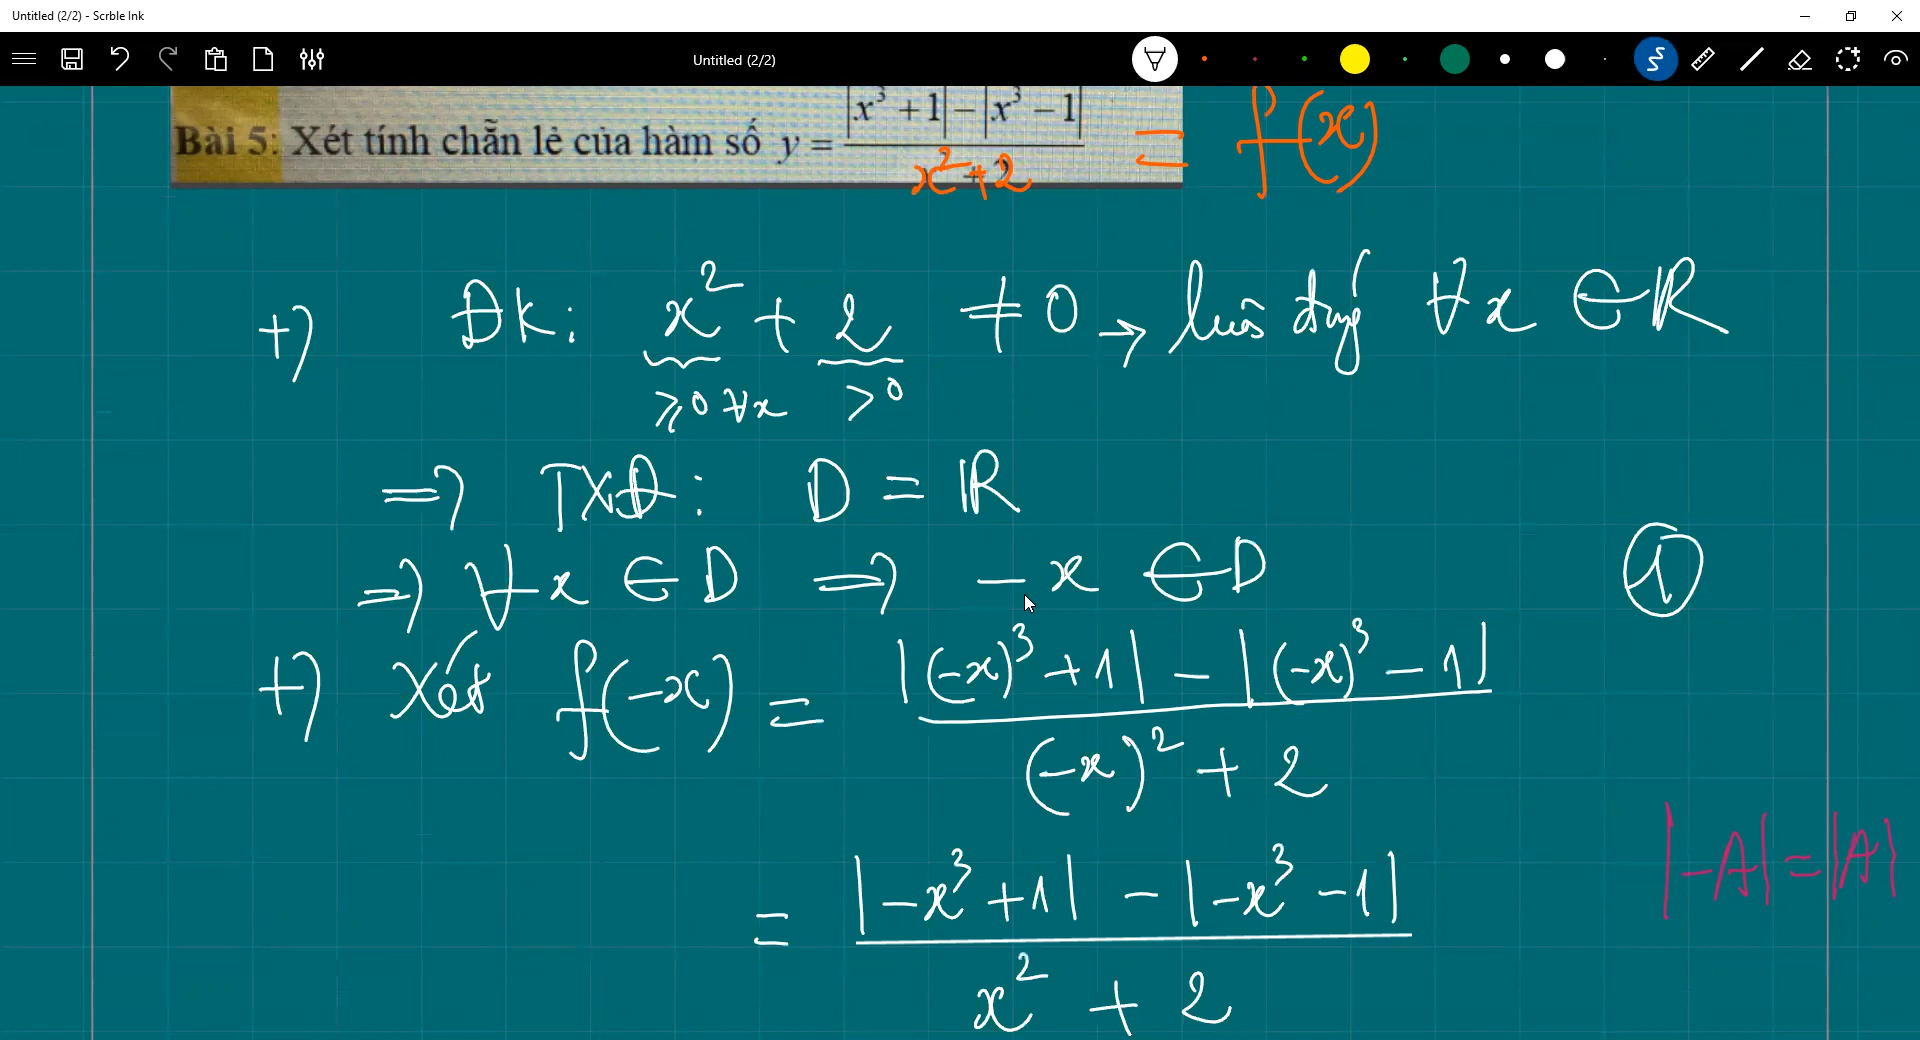 Untitled (2/2) - Scrble Ink
Untitled (2/2)
Bài 5: Xét tính chẵn lẻ của hàm số y = (|x³ + 1| - |x³ - 1|) / (x² + 2) = f(x)
+) ĐK: x² + 2 ≠ 0 → luôn đúng ∀x ∈ ℝ
≥0 ∀x >0
=> TXĐ: D = ℝ
=> ∀x ∈ D => -x ∈ D ①
+) Xét f(-x) = (|(-x)³ + 1| - |(-x)³ - 1|) / ((-x)² + 2)
= (|-x³ + 1| - |-x³ - 1|) / (x² + 2)
|-A| = |A|